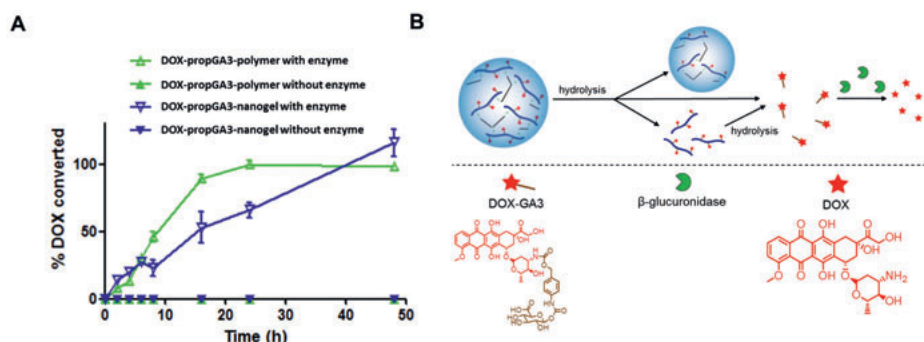 A
DOX-propGA3-polymer with enzyme
DOX-propGA3-polymer without enzyme
DOX-propGA3-nanogel with enzyme
DOX-propGA3-nanogel without enzyme
% DOX converted
100
50
0
0 10 20 30 40 50
Time (h)
B
hydrolysis
hydrolysis
DOX-GA3
β-glucuronidase
DOX